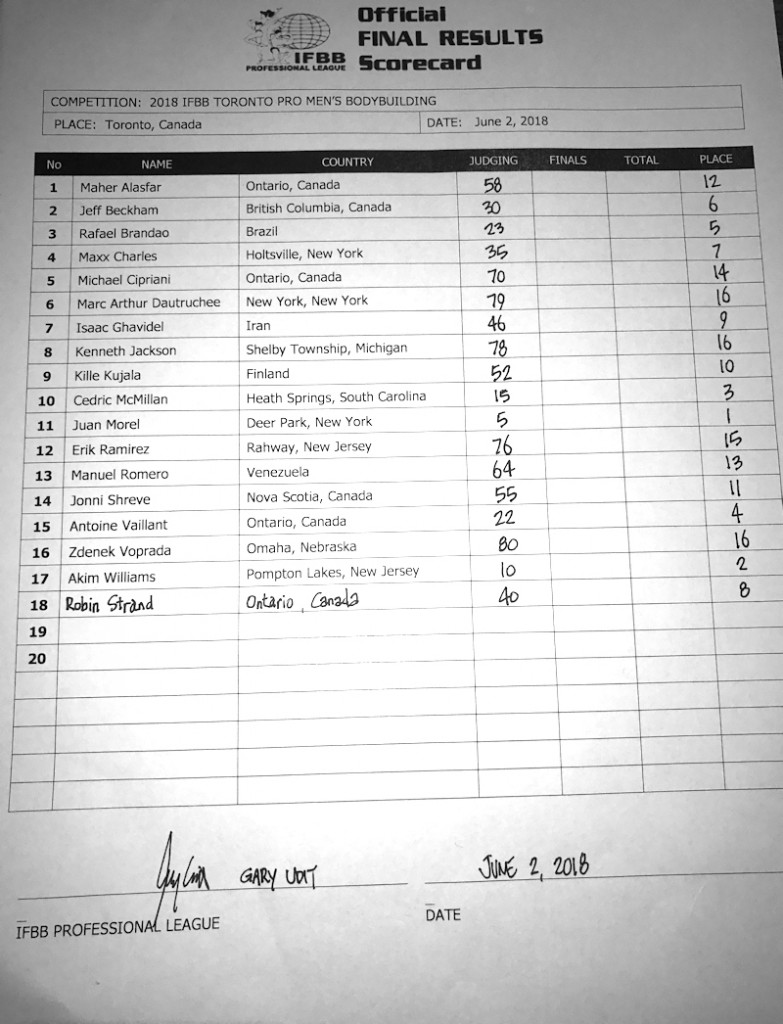 IFBB
PROFESSIONAL LEAGUE
Official
FINAL RESULTS
Scorecard
COMPETITION: 2018 IFBB TORONTO PRO MEN'S BODYBUILDING
PLACE: Toronto, Canada DATE: June 2, 2018
No NAME COUNTRY JUDGING FINALS TOTAL PLACE
1 Maher Alasfar Ontario, Canada 58 12
2 Jeff Beckham British Columbia, Canada 30 6
3 Rafael Brandao Brazil 23 5
4 Maxx Charles Holtsville, New York 35 7
5 Michael Cipriani Ontario, Canada 70 14
6 Marc Arthur Dautruchee New York, New York 79 16
7 Isaac Ghavidel Iran 46 9
8 Kenneth Jackson Shelby Township, Michigan 78 16
9 Kille Kujala Finland 52 10
10 Cedric McMillan Heath Springs, South Carolina 15 3
11 Juan Morel Deer Park, New York 5 1
12 Erik Ramirez Rahway, New Jersey 76 15
13 Manuel Romero Venezuela 64 13
14 Jonni Shreve Nova Scotia, Canada 55 11
15 Antoine Vaillant Ontario, Canada 22 4
16 Zdenek Voprada Omaha, Nebraska 80 16
17 Akim Williams Pompton Lakes, New Jersey 10 2
18 Robin Strand Ontario, Canada 40 8
19
20
GARY UDIT JUNE 2, 2018
IFBB PROFESSIONAL LEAGUE DATE